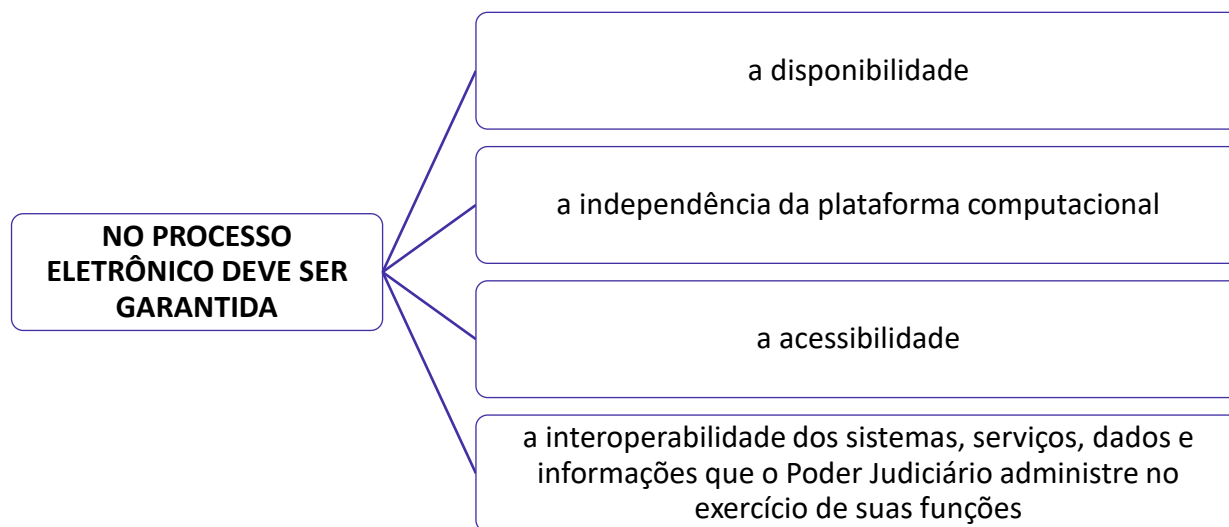 NO PROCESSO
ELETRÔNICO DEVE SER
GARANTIDA
a disponibilidade
a independência da plataforma computacional
a acessibilidade
a interoperabilidade dos sistemas, serviços, dados e
informações que o Poder Judiciário administre no
exercício de suas funções